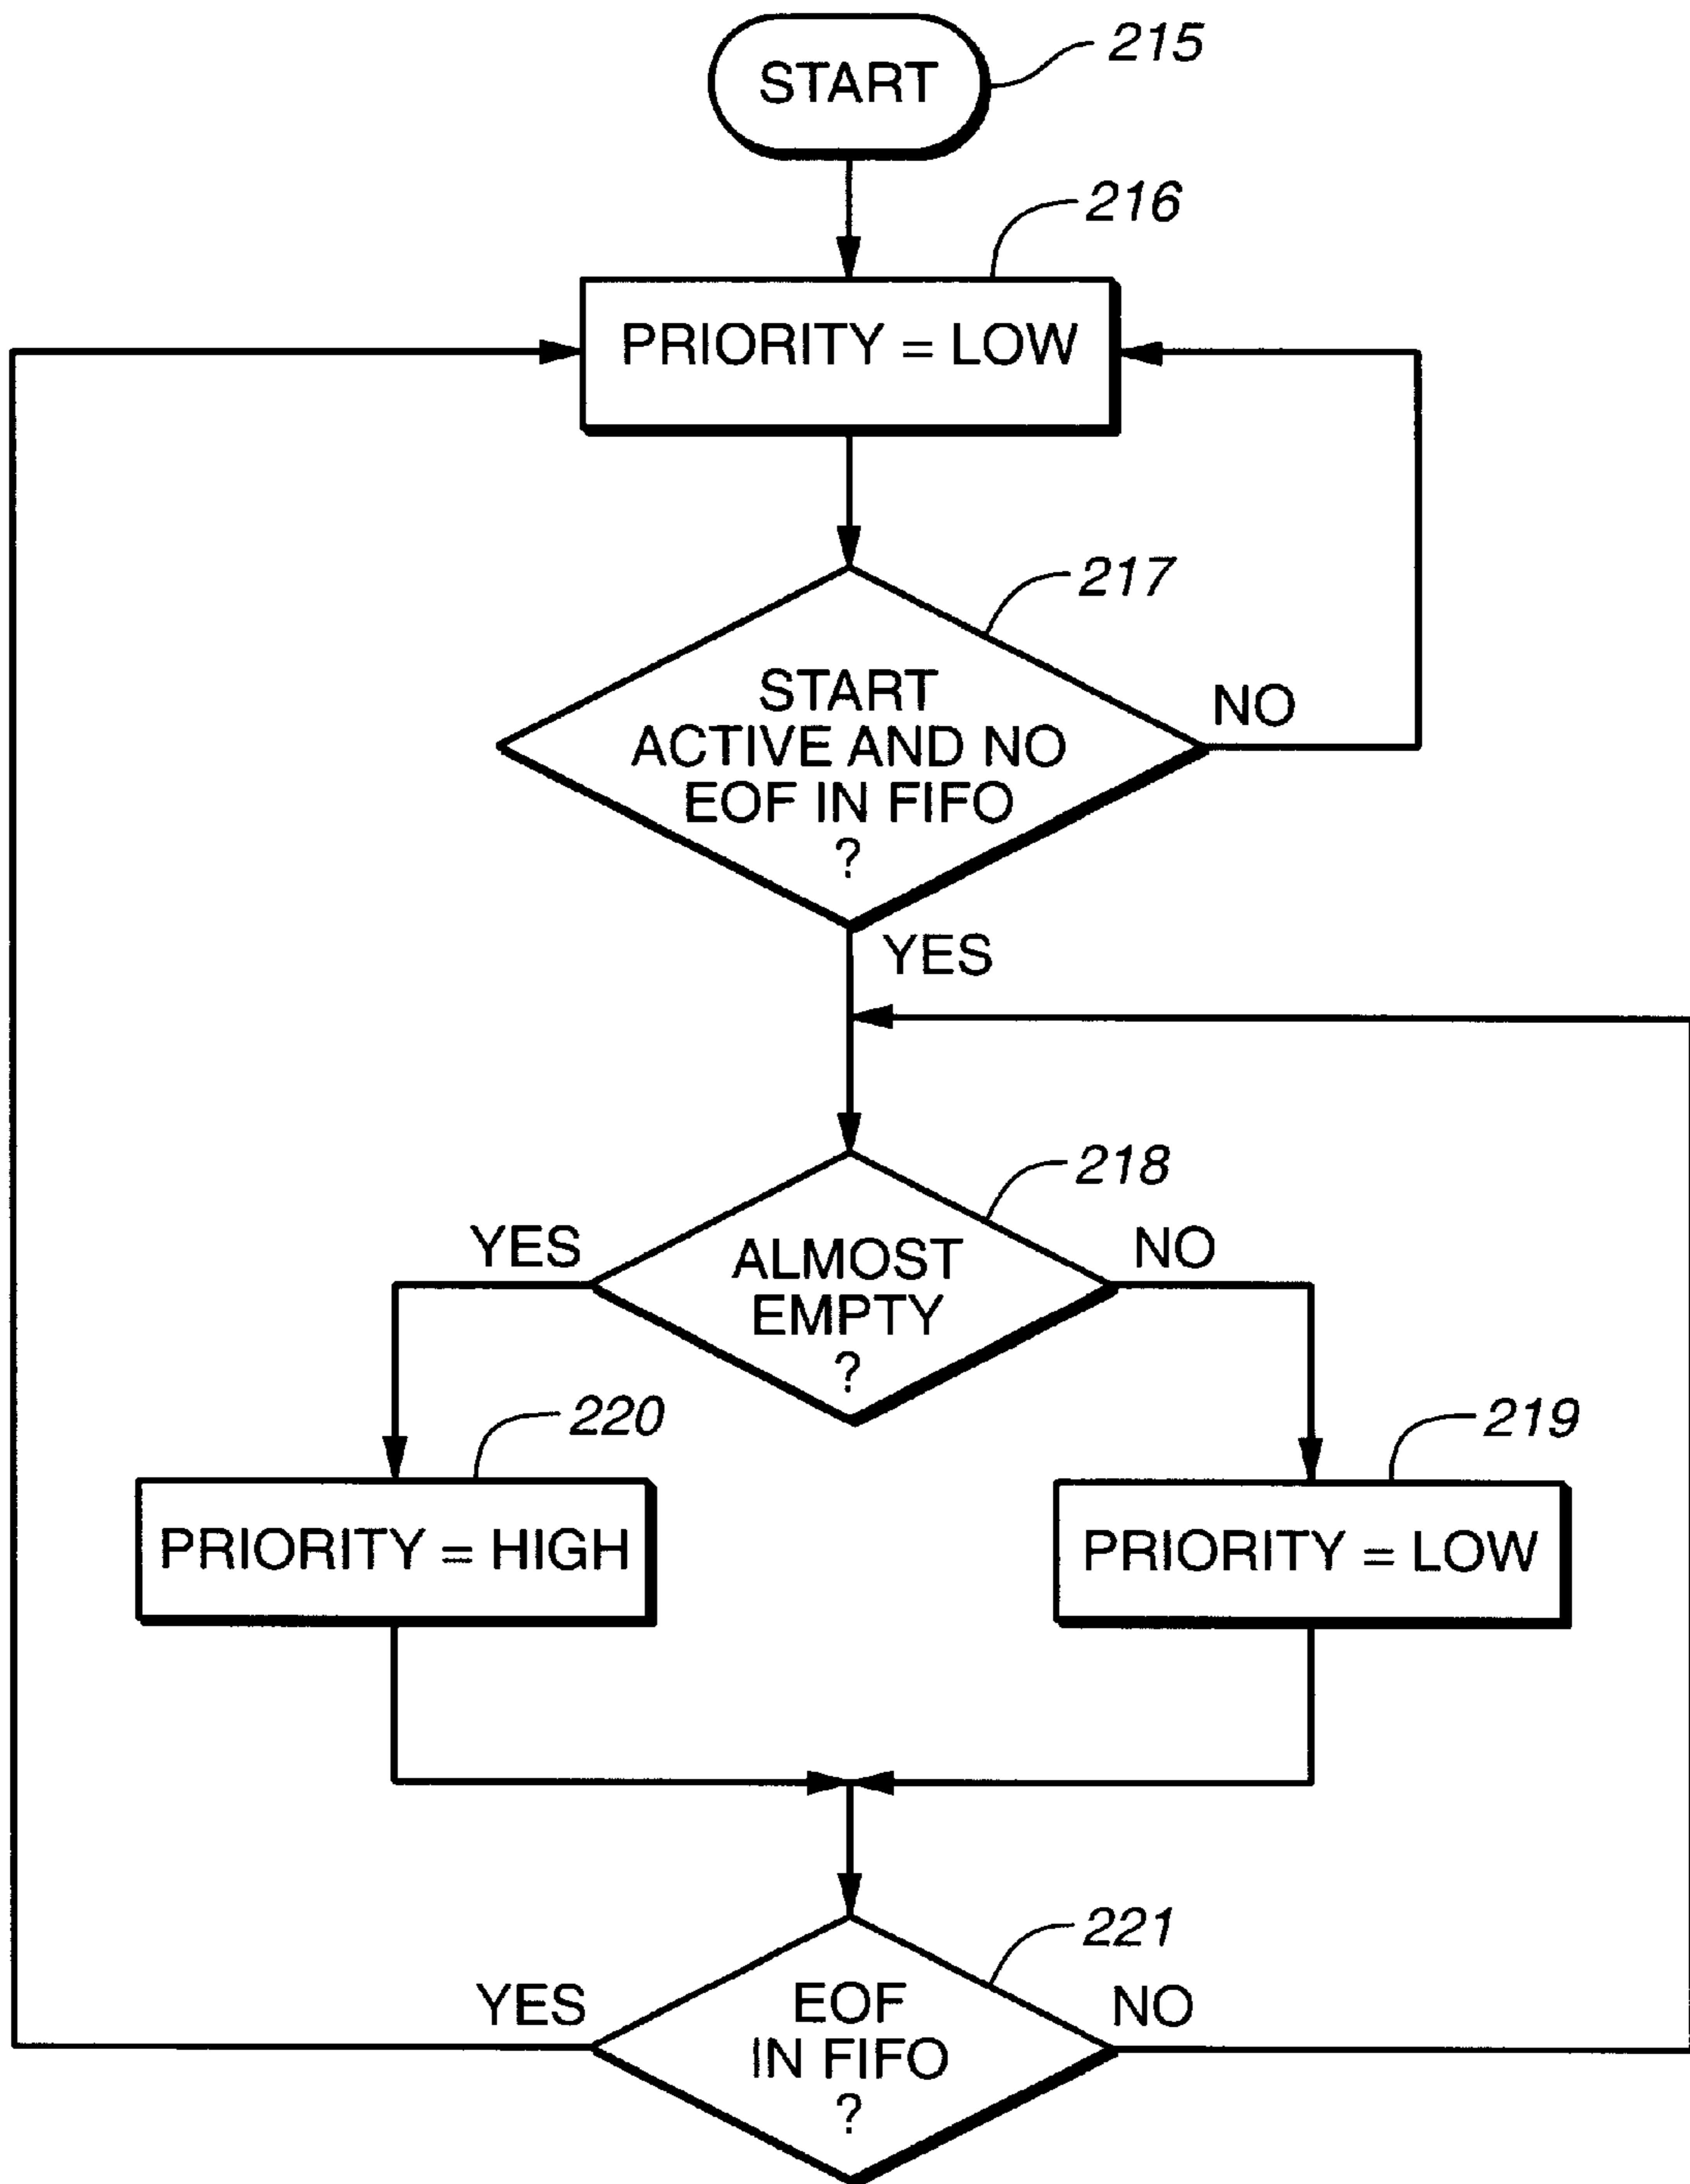 START
215
216
PRIORITY = LOW
217
START
ACTIVE AND NO
EOF IN FIFO
?
NO
YES
218
YES
ALMOST
EMPTY
?
NO
220
219
PRIORITY = HIGH
PRIORITY = LOW
221
YES
EOF
IN FIFO
?
NO